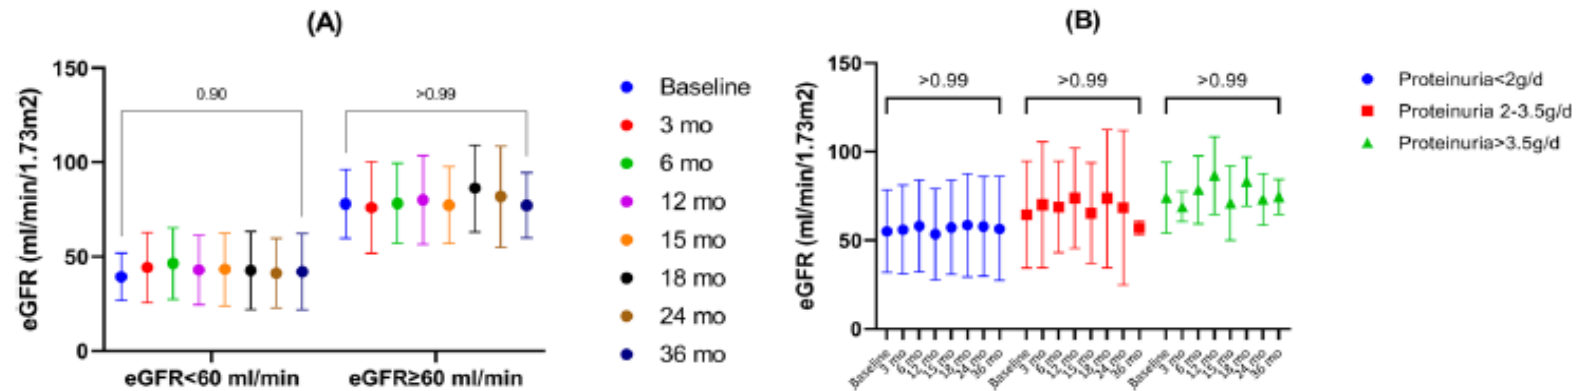 (A)
150
100
50
0
eGFR (ml/min/1.73m2)
0.90
>0.99
eGFR<60 ml/min
eGFR≥60 ml/min
Baseline
3 mo
6 mo
12 mo
15 mo
18 mo
24 mo
36 mo
(B)
150
100
50
0
eGFR (ml/min/1.73m2)
>0.99
>0.99
>0.99
Baseline
3 mo
6 mo
12 mo
15 mo
18 mo
24 mo
36 mo
Baseline
3 mo
6 mo
12 mo
15 mo
18 mo
24 mo
36 mo
Baseline
3 mo
6 mo
12 mo
15 mo
18 mo
24 mo
36 mo
Proteinuria<2g/d
Proteinuria 2-3.5g/d
Proteinuria>3.5g/d